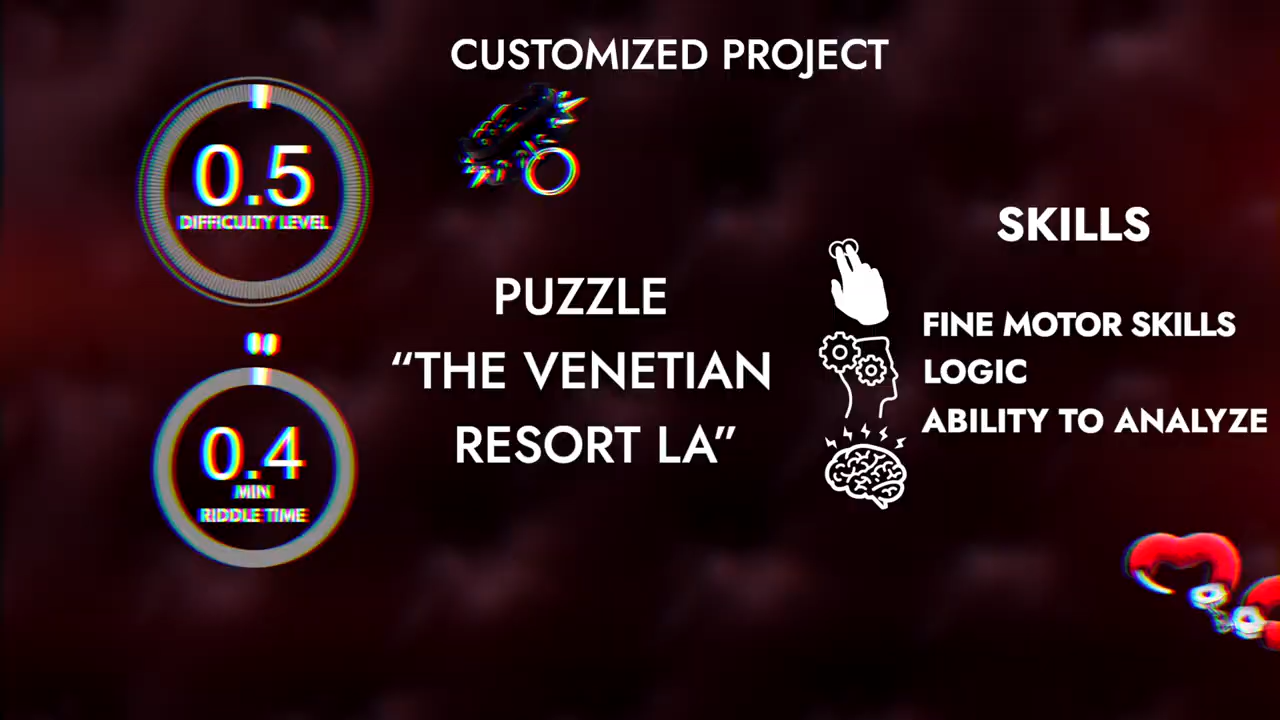 CUSTOMIZED PROJECT
0.5
DIFFICULTY LEVEL
0.4
MIN
RIDDLE TIME
PUZZLE
“THE VENETIAN
RESORT LA”
SKILLS
FINE MOTOR SKILLS
LOGIC
ABILITY TO ANALYZE